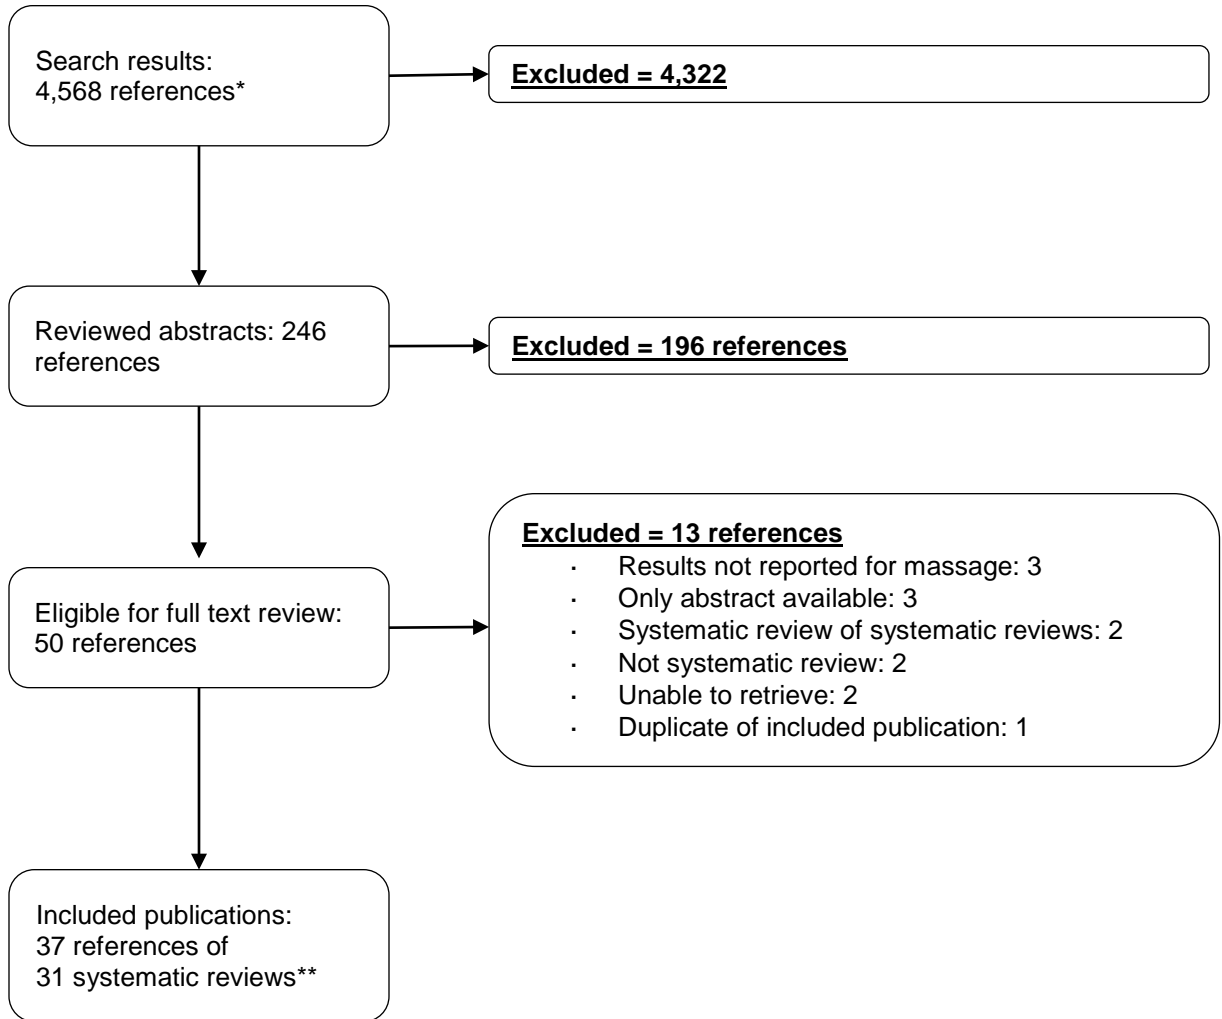 Search results:
4,568 references*
Excluded = 4,322
Reviewed abstracts: 246
references
Excluded = 196 references
Eligible for full text review:
50 references
Excluded = 13 references
· Results not reported for massage: 3
· Only abstract available: 3
· Systematic review of systematic reviews: 2
· Not systematic review: 2
· Unable to retrieve: 2
· Duplicate of included publication: 1
Included publications:
37 references of
31 systematic reviews**